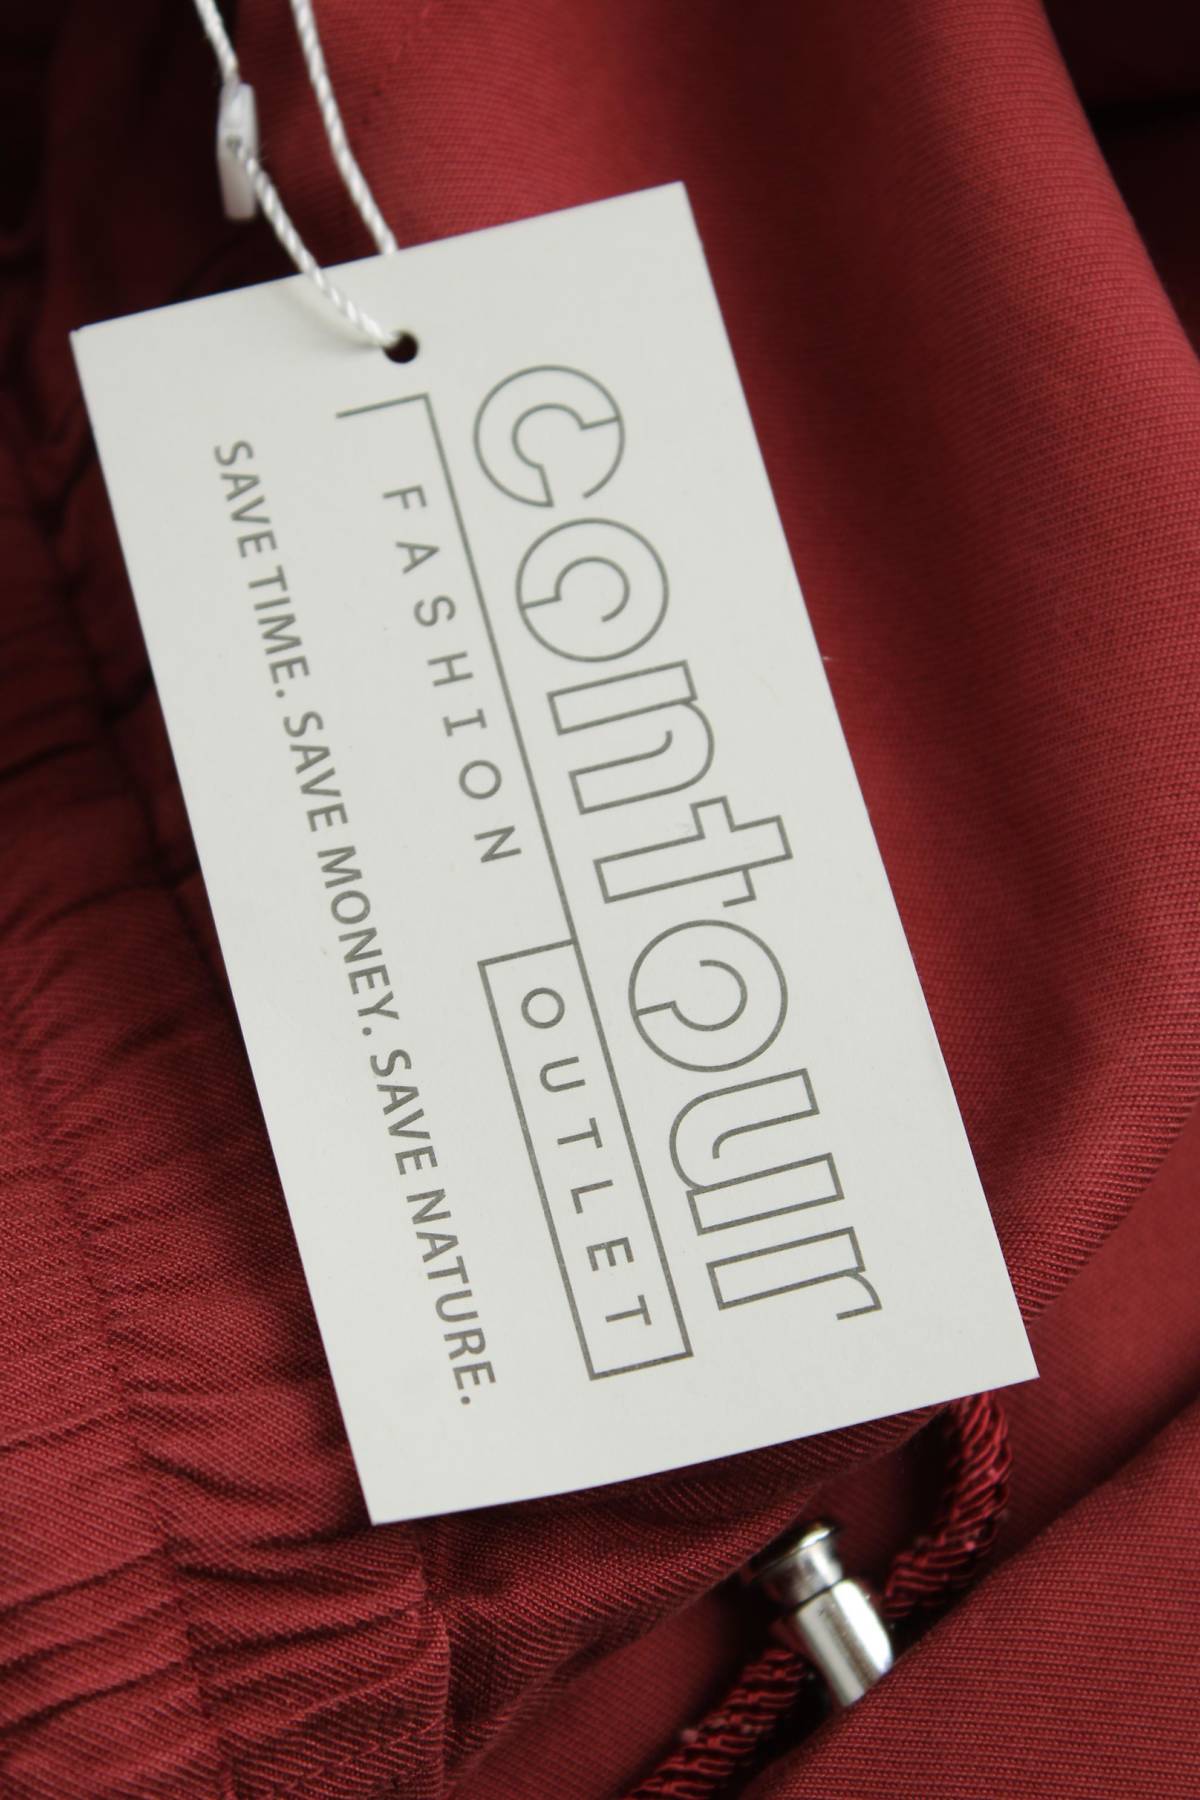 contour
FASHION OUTLET
SAVE TIME. SAVE MONEY. SAVE NATURE.